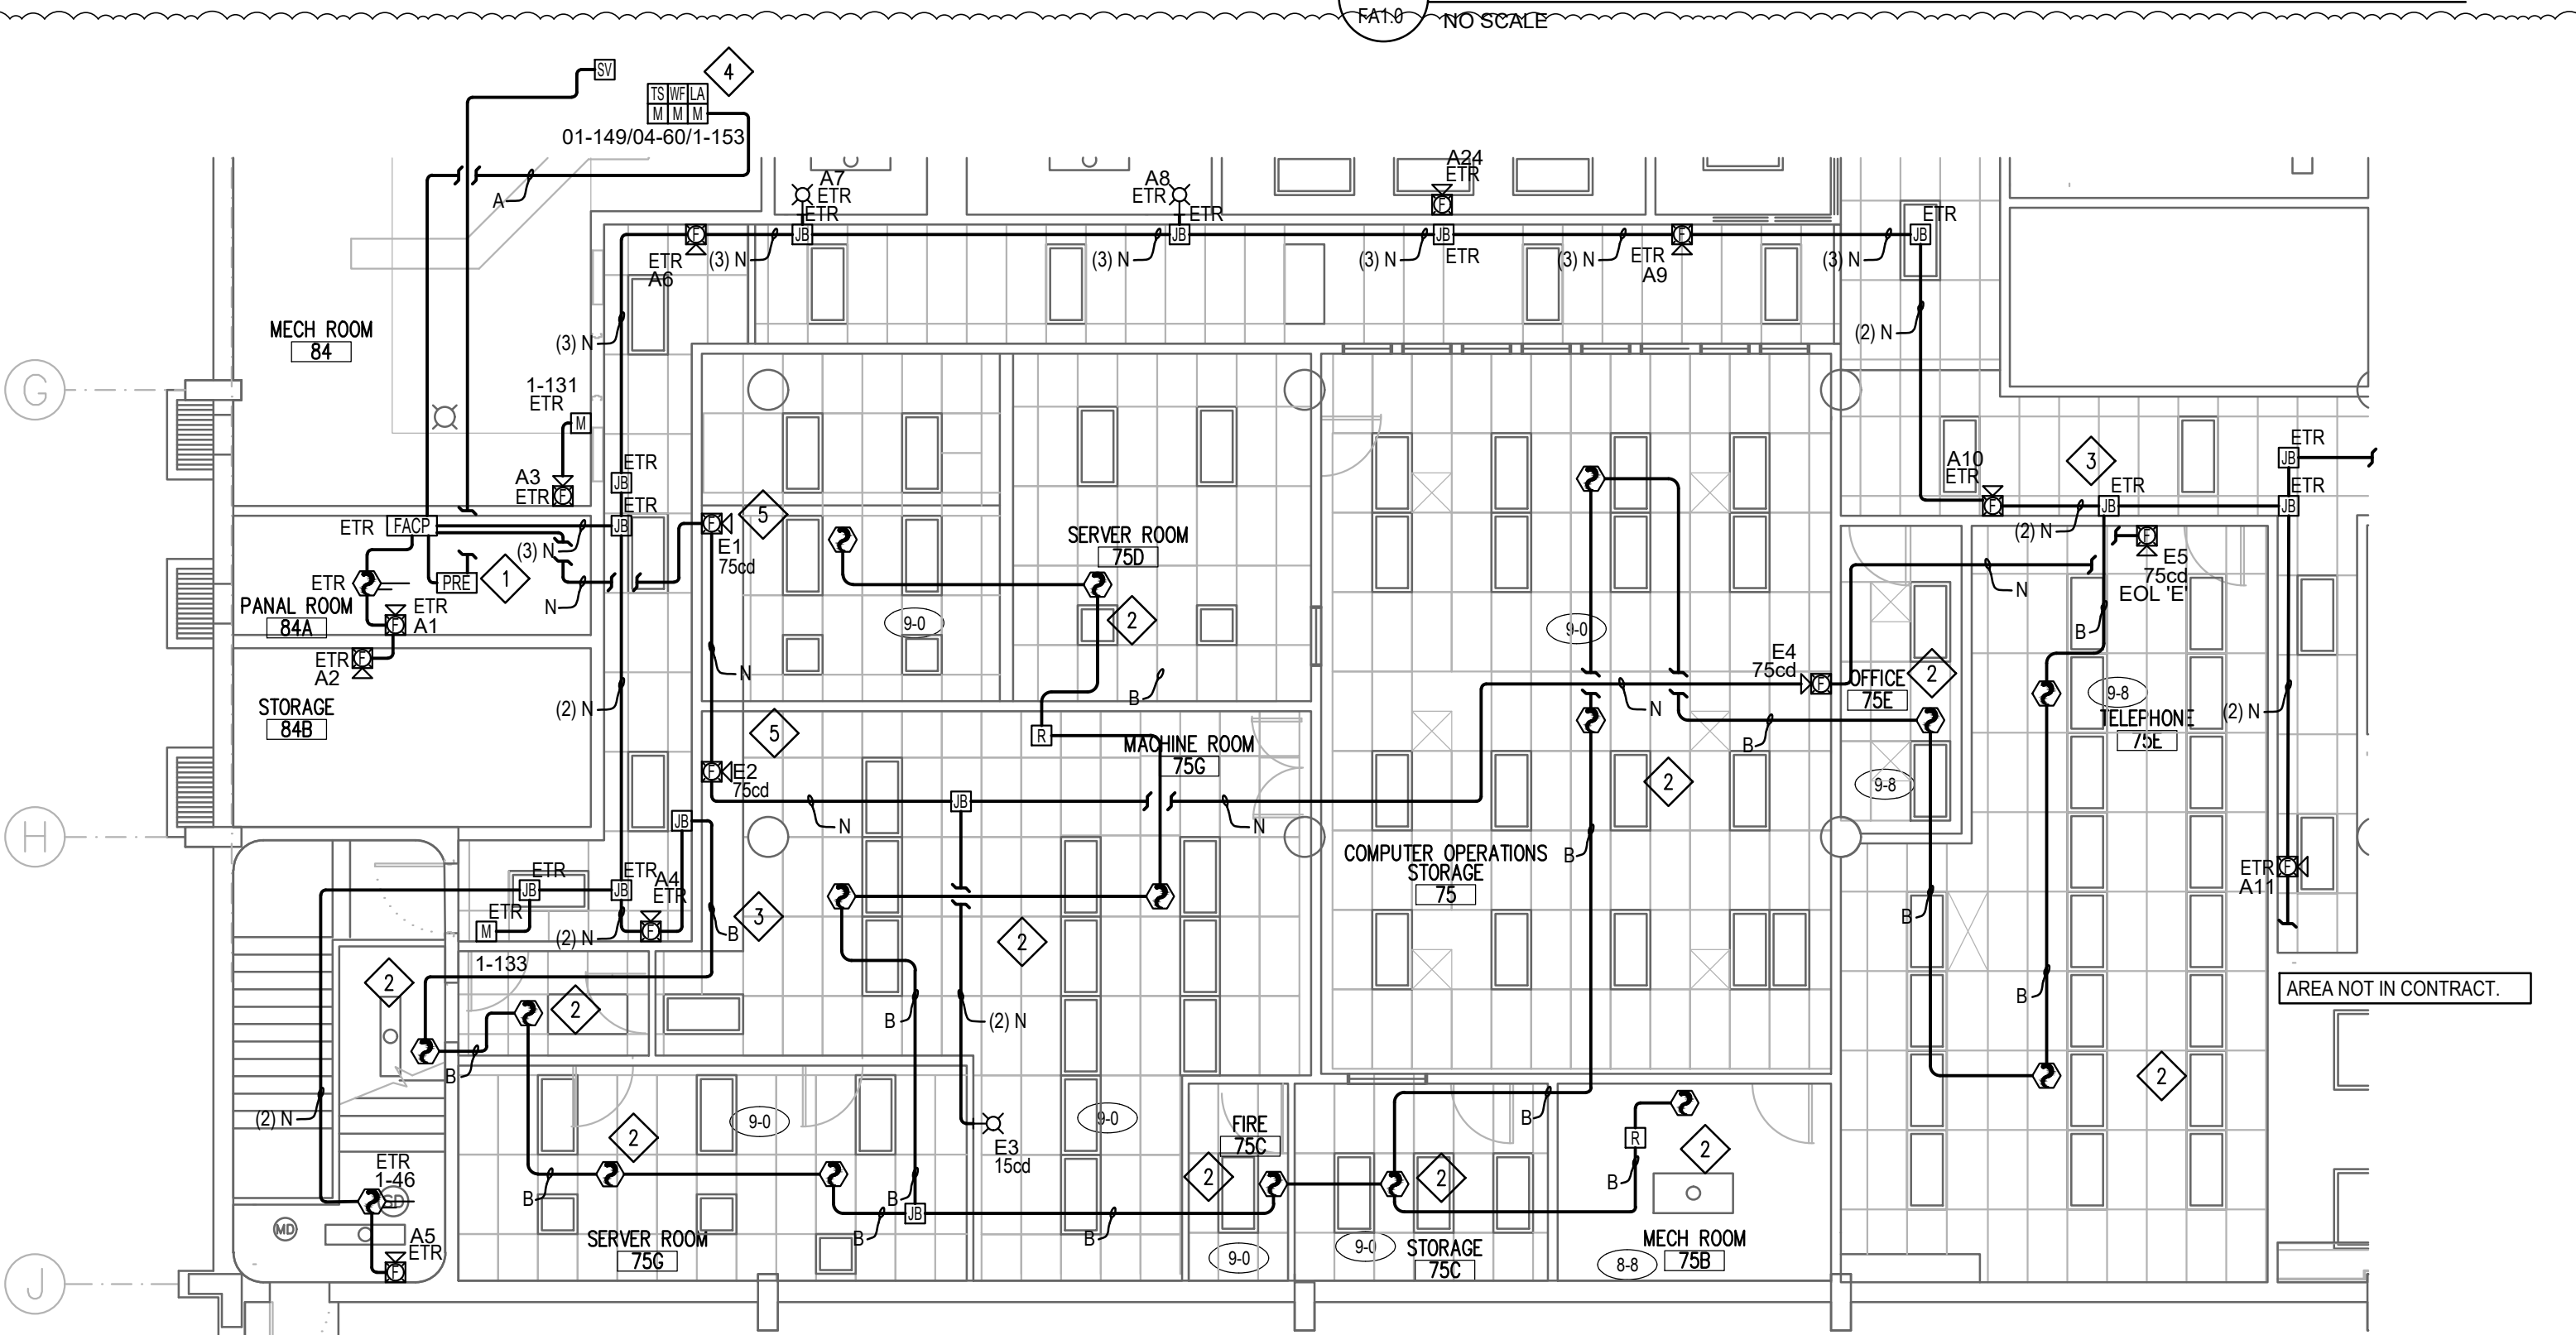 FA1.0
NO SCALE
SV
4
TS WF LA
M M M
01-149/04-60/1-153
A
A7
ETR
ETR
A8
ETR
ETR
A24
ETR
F
ETR
JB
JB
JB
ETR
F
JB
F
ETR
A6
(3) N
(3) N
(3) N
(3) N
ETR
A9
(3) N
MECH ROOM
84
(3) N
(2) N
G
1-131
ETR
M
A3
ETR
F
ETR
JB
ETR
JB
ETR
FACP
(3) N
5
F
E1
75cd
SERVER ROOM
75D
A10
ETR
F
3
ETR
JB
ETR
JB
ETR
JB
(2) N
F
E5
75cd
EOL 'E'
ETR
PRE
1
N
N
PANAL ROOM
84A
ETR
A1
F
9-0
2
9-0
B
ETR
A2
F
STORAGE
84B
(2) N
N
B
E4
75cd
F
N
OFFICE
75E
2
9-8
TELEPHONE
75E
(2) N
5
R
MACHINE ROOM
75G
B
F
E2
75cd
JB
JB
N
N
2
9-8
H
COMPUTER OPERATIONS
STORAGE
75
B
ETR
JB
ETR
JB
A4
ETR
F
ETR
M
(2) N
B
3
2
B
ETR
A11
F
1-133
2
2
B
(2) N
B
AREA NOT IN CONTRACT.
B
(2) N
9-0
9-0
2
E3
15cd
FIRE
75C
2
B
2
R
2
2
B
ETR
1-46
SD
MD
A5
ETR
F
B
B
JB
B
B
SERVER ROOM
75G
9-0
9-0
STORAGE
75C
8-8
MECH ROOM
75B
J